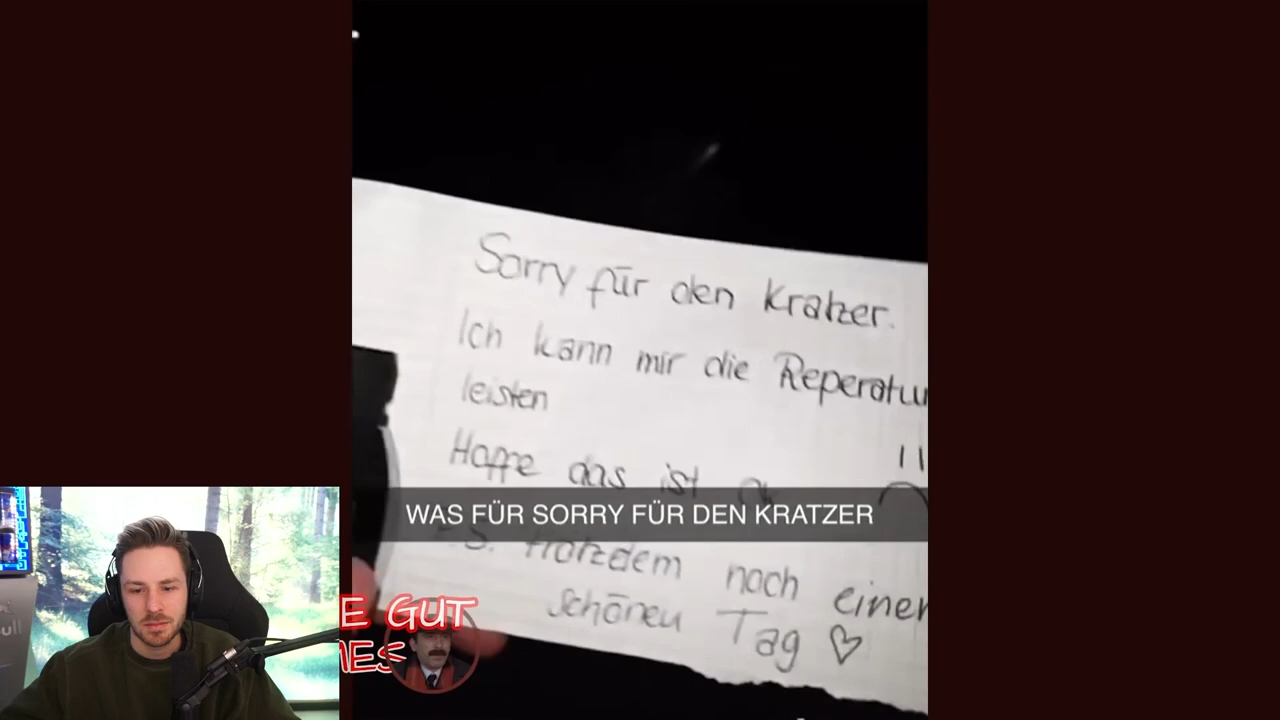 Sorry für den Kratzer.
Ich kann mir die Reperatur
leisten
Hoffe das ist
WAS FÜR SORRY FÜR DEN KRATZER
S. trotzdem noch einen
schönen Tag ♡
E GUT
MES